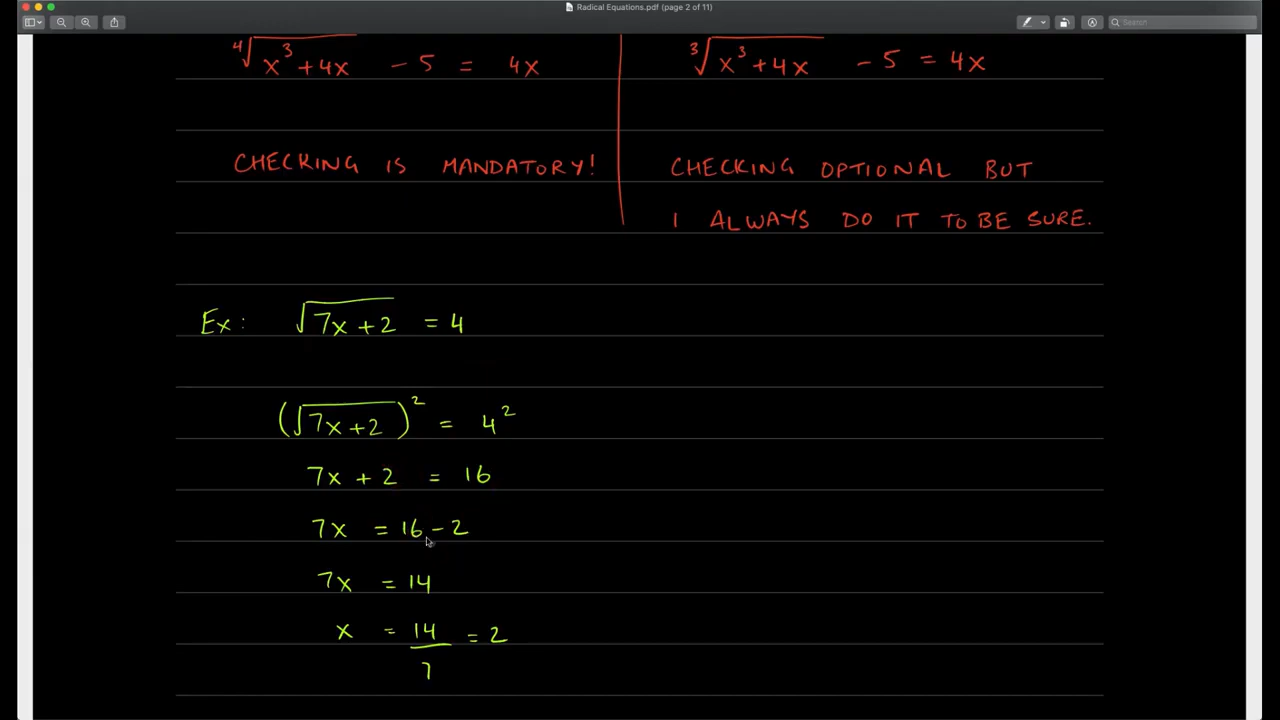 Radical Equations.pdf (page 2 of 11)
Search
∜(x³+4x) - 5 = 4x
∛(x³+4x) - 5 = 4x
CHECKING IS MANDATORY!
CHECKING OPTIONAL BUT
I ALWAYS DO IT TO BE SURE.
Ex: √(7x+2) = 4
(√(7x+2))² = 4²
7x + 2 = 16
7x = 16 - 2
7x = 14
x = 14/7 = 2